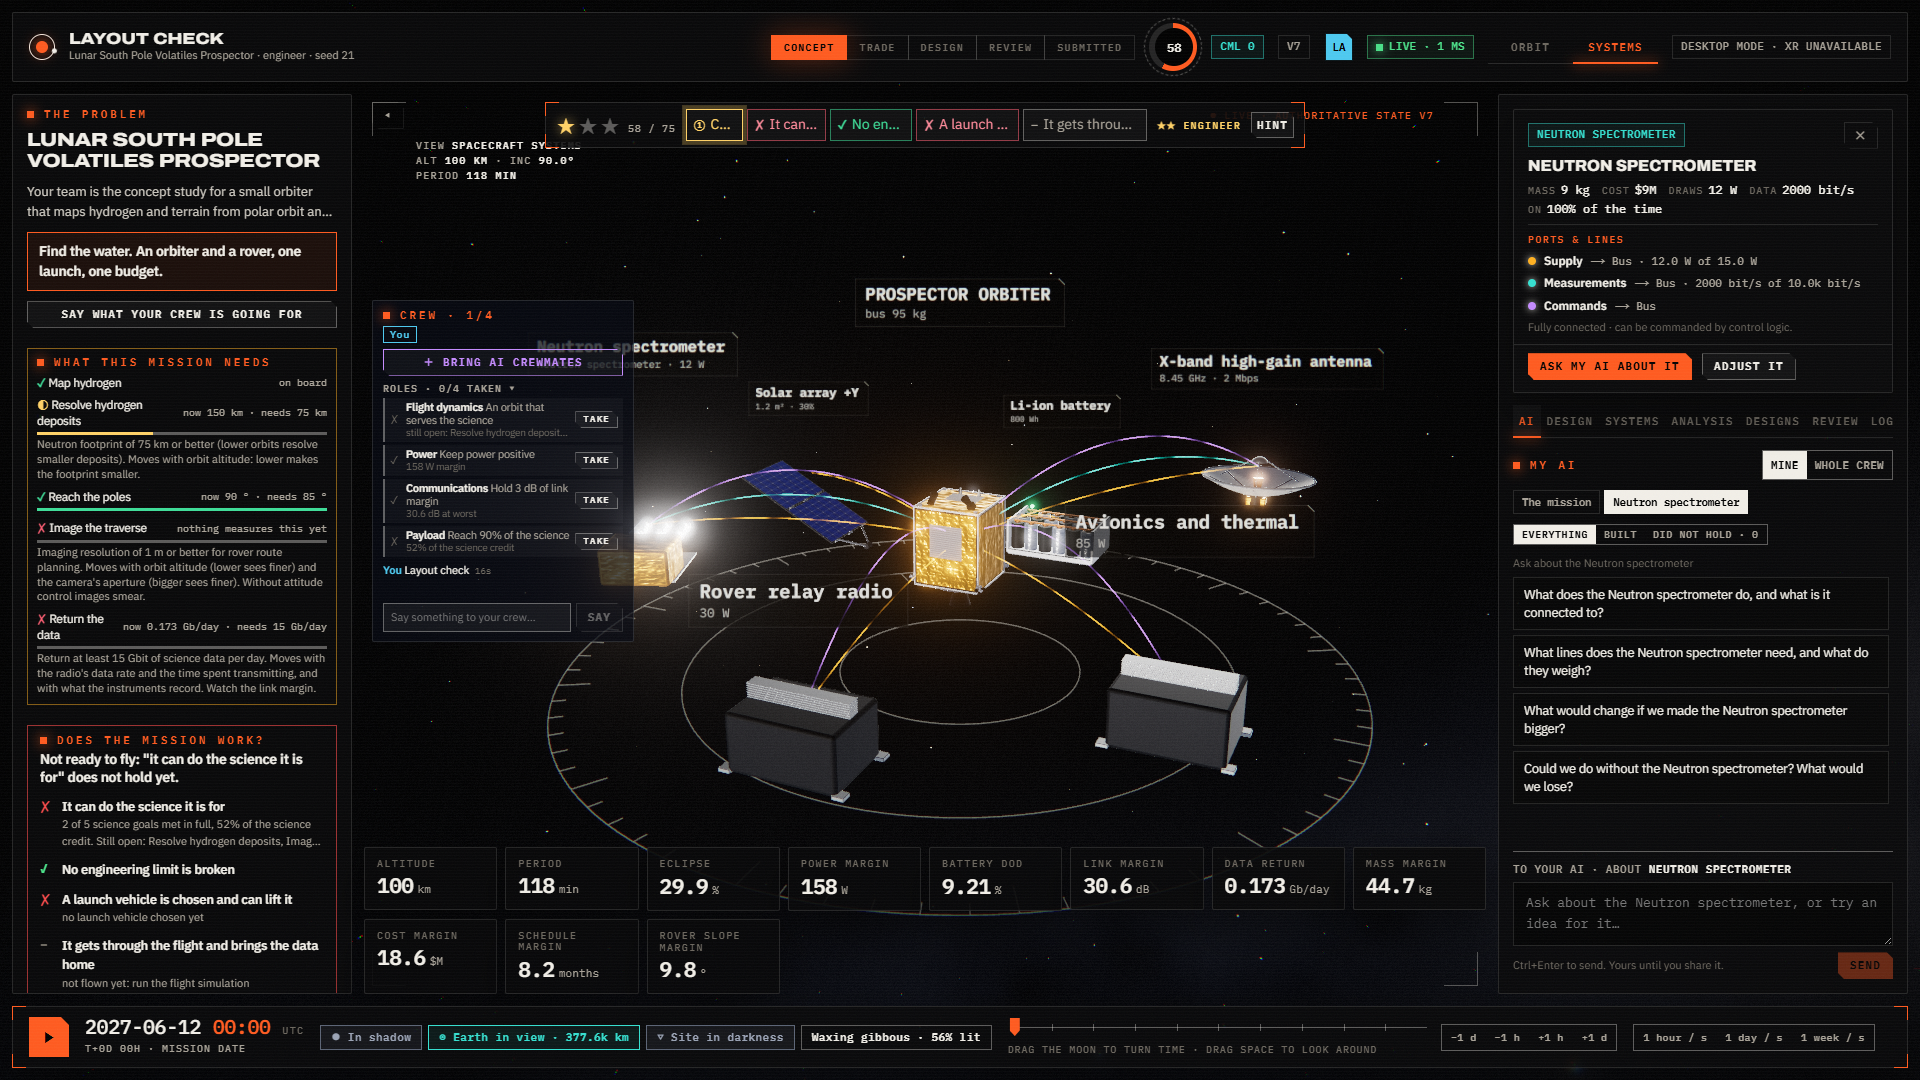 LAYOUT CHECK
Lunar South Pole Volatiles Prospector · engineer · seed 21
CONCEPT TRADE DESIGN REVIEW SUBMITTED
58
CML 0
V7
LA
LIVE · 1 MS
ORBIT SYSTEMS
DESKTOP MODE · XR UNAVAILABLE
THE PROBLEM
LUNAR SOUTH POLE
VOLATILES PROSPECTOR
Your team is the concept study for a small orbiter
that maps hydrogen and terrain from polar orbit an...
Find the water. An orbiter and a rover, one
launch, one budget.
SAY WHAT YOUR CREW IS GOING FOR
WHAT THIS MISSION NEEDS
✓ Map hydrogen on board
Resolve hydrogen
deposits now 150 km · needs 75 km
Neutron footprint of 75 km or better (lower orbits resolve
smaller deposits). Moves with orbit altitude: lower makes
the footprint smaller.
✓ Reach the poles now 90 ° · needs 85 °
✗ Image the traverse nothing measures this yet
Imaging resolution of 1 m or better for rover route
planning. Moves with orbit altitude (lower sees finer) and
the camera's aperture (bigger sees finer). Without attitude
control images smear.
✗ Return the
data now 0.173 Gb/day · needs 15 Gb/day
Return at least 15 Gbit of science data per day. Moves with
the radio's data rate and the time spent transmitting, and
with what the instruments record. Watch the link margin.
DOES THE MISSION WORK?
Not ready to fly: "it can do the science it is
for" does not hold yet.
✗ It can do the science it is for
2 of 5 science goals met in full, 52% of the science
credit. Still open: Resolve hydrogen deposits, Imag...
✓ No engineering limit is broken
✗ A launch vehicle is chosen and can lift it
no launch vehicle chosen yet
– It gets through the flight and brings the data
home
not flown yet: run the flight simulation
★★★ 58 / 75
① C...
✗ It can...
✓ No en...
✗ A launch ...
– It gets throu...
★★ ENGINEER
HINT
ORITATIVE STATE V7
VIEW SPACECRAFT SYSTEMS
ALT 100 KM · INC 90.0°
PERIOD 118 MIN
CREW · 1/4
You
+ BRING AI CREWMATES
ROLES · 0/4 TAKEN ▾
✗ Flight dynamics An orbit that
serves the science
still open: Resolve hydrogen deposit...
TAKE
✓ Power Keep power positive
158 W margin
TAKE
✓ Communications Hold 3 dB of link
margin
30.6 dB at worst
TAKE
✗ Payload Reach 90% of the science
52% of the science credit
TAKE
You Layout check 16s
Say something to your crew...
SAY
PROSPECTOR ORBITER
bus 95 kg
Neutron spectrometer
spectrometer · 12 W
Solar array +Y
1.2 m² · 30%
X-band high-gain antenna
8.45 GHz · 2 Mbps
Li-ion battery
800 Wh
Avionics and thermal
85 W
Rover relay radio
30 W
ALTITUDE
100 km
PERIOD
118 min
ECLIPSE
29.9 %
POWER MARGIN
158 W
BATTERY DOD
9.21 %
LINK MARGIN
30.6 dB
DATA RETURN
0.173 Gb/day
MASS MARGIN
44.7 kg
COST MARGIN
18.6 $M
SCHEDULE
MARGIN
8.2 months
ROVER SLOPE
MARGIN
9.8 °
NEUTRON SPECTROMETER
✕
NEUTRON SPECTROMETER
MASS 9 kg COST $9M DRAWS 12 W DATA 2000 bit/s
ON 100% of the time
PORTS & LINES
Supply → Bus · 12.0 W of 15.0 W
Measurements → Bus · 2000 bit/s of 10.0k bit/s
Commands → Bus
Fully connected · can be commanded by control logic.
ASK MY AI ABOUT IT
ADJUST IT
AI DESIGN SYSTEMS ANALYSIS DESIGNS REVIEW LOG
MY AI
MINE WHOLE CREW
The mission Neutron spectrometer
EVERYTHING BUILT DID NOT HOLD · 0
Ask about the Neutron spectrometer
What does the Neutron spectrometer do, and what is it
connected to?
What lines does the Neutron spectrometer need, and what do
they weigh?
What would change if we made the Neutron spectrometer
bigger?
Could we do without the Neutron spectrometer? What would
we lose?
TO YOUR AI · ABOUT NEUTRON SPECTROMETER
Ask about the Neutron spectrometer, or try an
idea for it…
Ctrl+Enter to send. Yours until you share it.
SEND
2027-06-12 00:00 UTC
T+0D 00H · MISSION DATE
In shadow
Earth in view · 377.6k km
Site in darkness
Waxing gibbous · 56% lit
DRAG THE MOON TO TURN TIME · DRAG SPACE TO LOOK AROUND
−1 d −1 h +1 h +1 d
1 hour / s 1 day / s 1 week / s